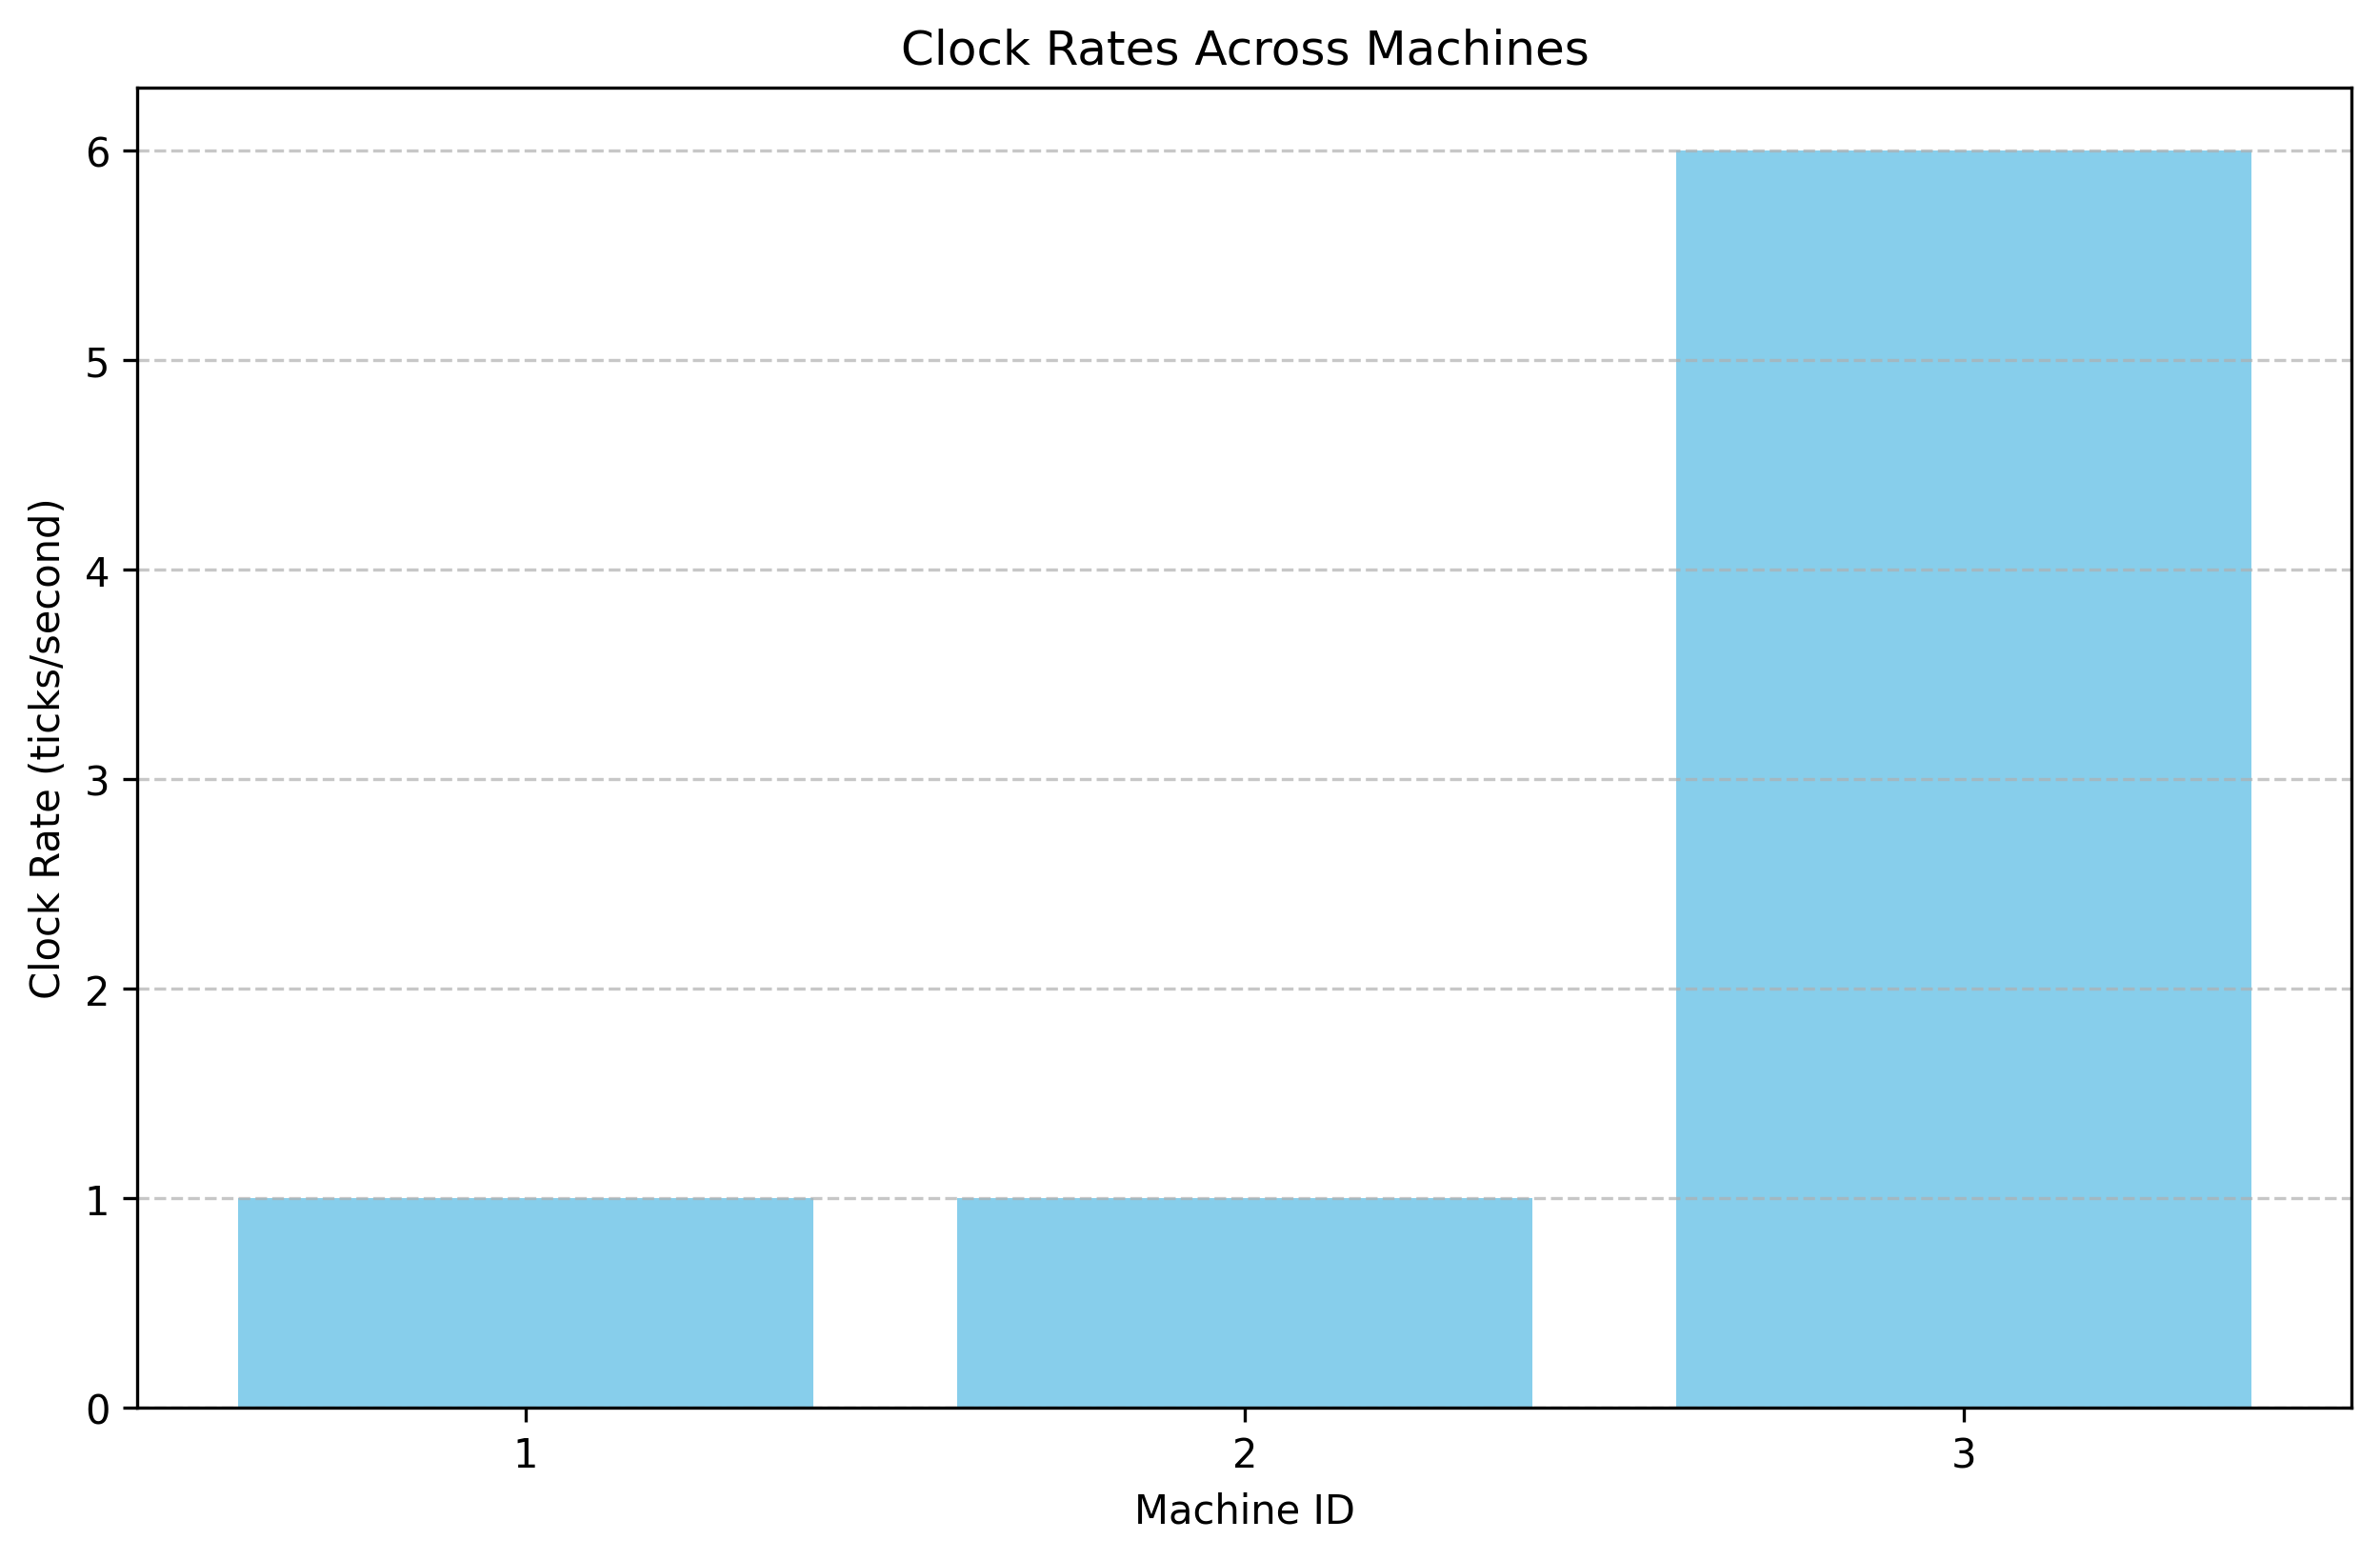 Clock Rates Across Machines
Clock Rate (ticks/second)
6
5
4
3
2
1
0
1 2 3
Machine ID